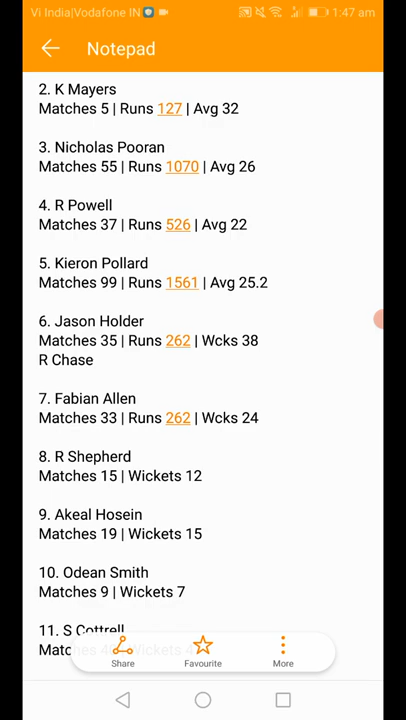 Vi India|Vodafone IN 1:47 am
Notepad
2. K Mayers
Matches 5 | Runs 127 | Avg 32
3. Nicholas Pooran
Matches 55 | Runs 1070 | Avg 26
4. R Powell
Matches 37 | Runs 526 | Avg 22
5. Kieron Pollard
Matches 99 | Runs 1561 | Avg 25.2
6. Jason Holder
Matches 35 | Runs 262 | Wcks 38
R Chase
7. Fabian Allen
Matches 33 | Runs 262 | Wcks 24
8. R Shepherd
Matches 15 | Wickets 12
9. Akeal Hosein
Matches 19 | Wickets 15
10. Odean Smith
Matches 9 | Wickets 7
11. S Cottrell
Wickets
Share Favourite More